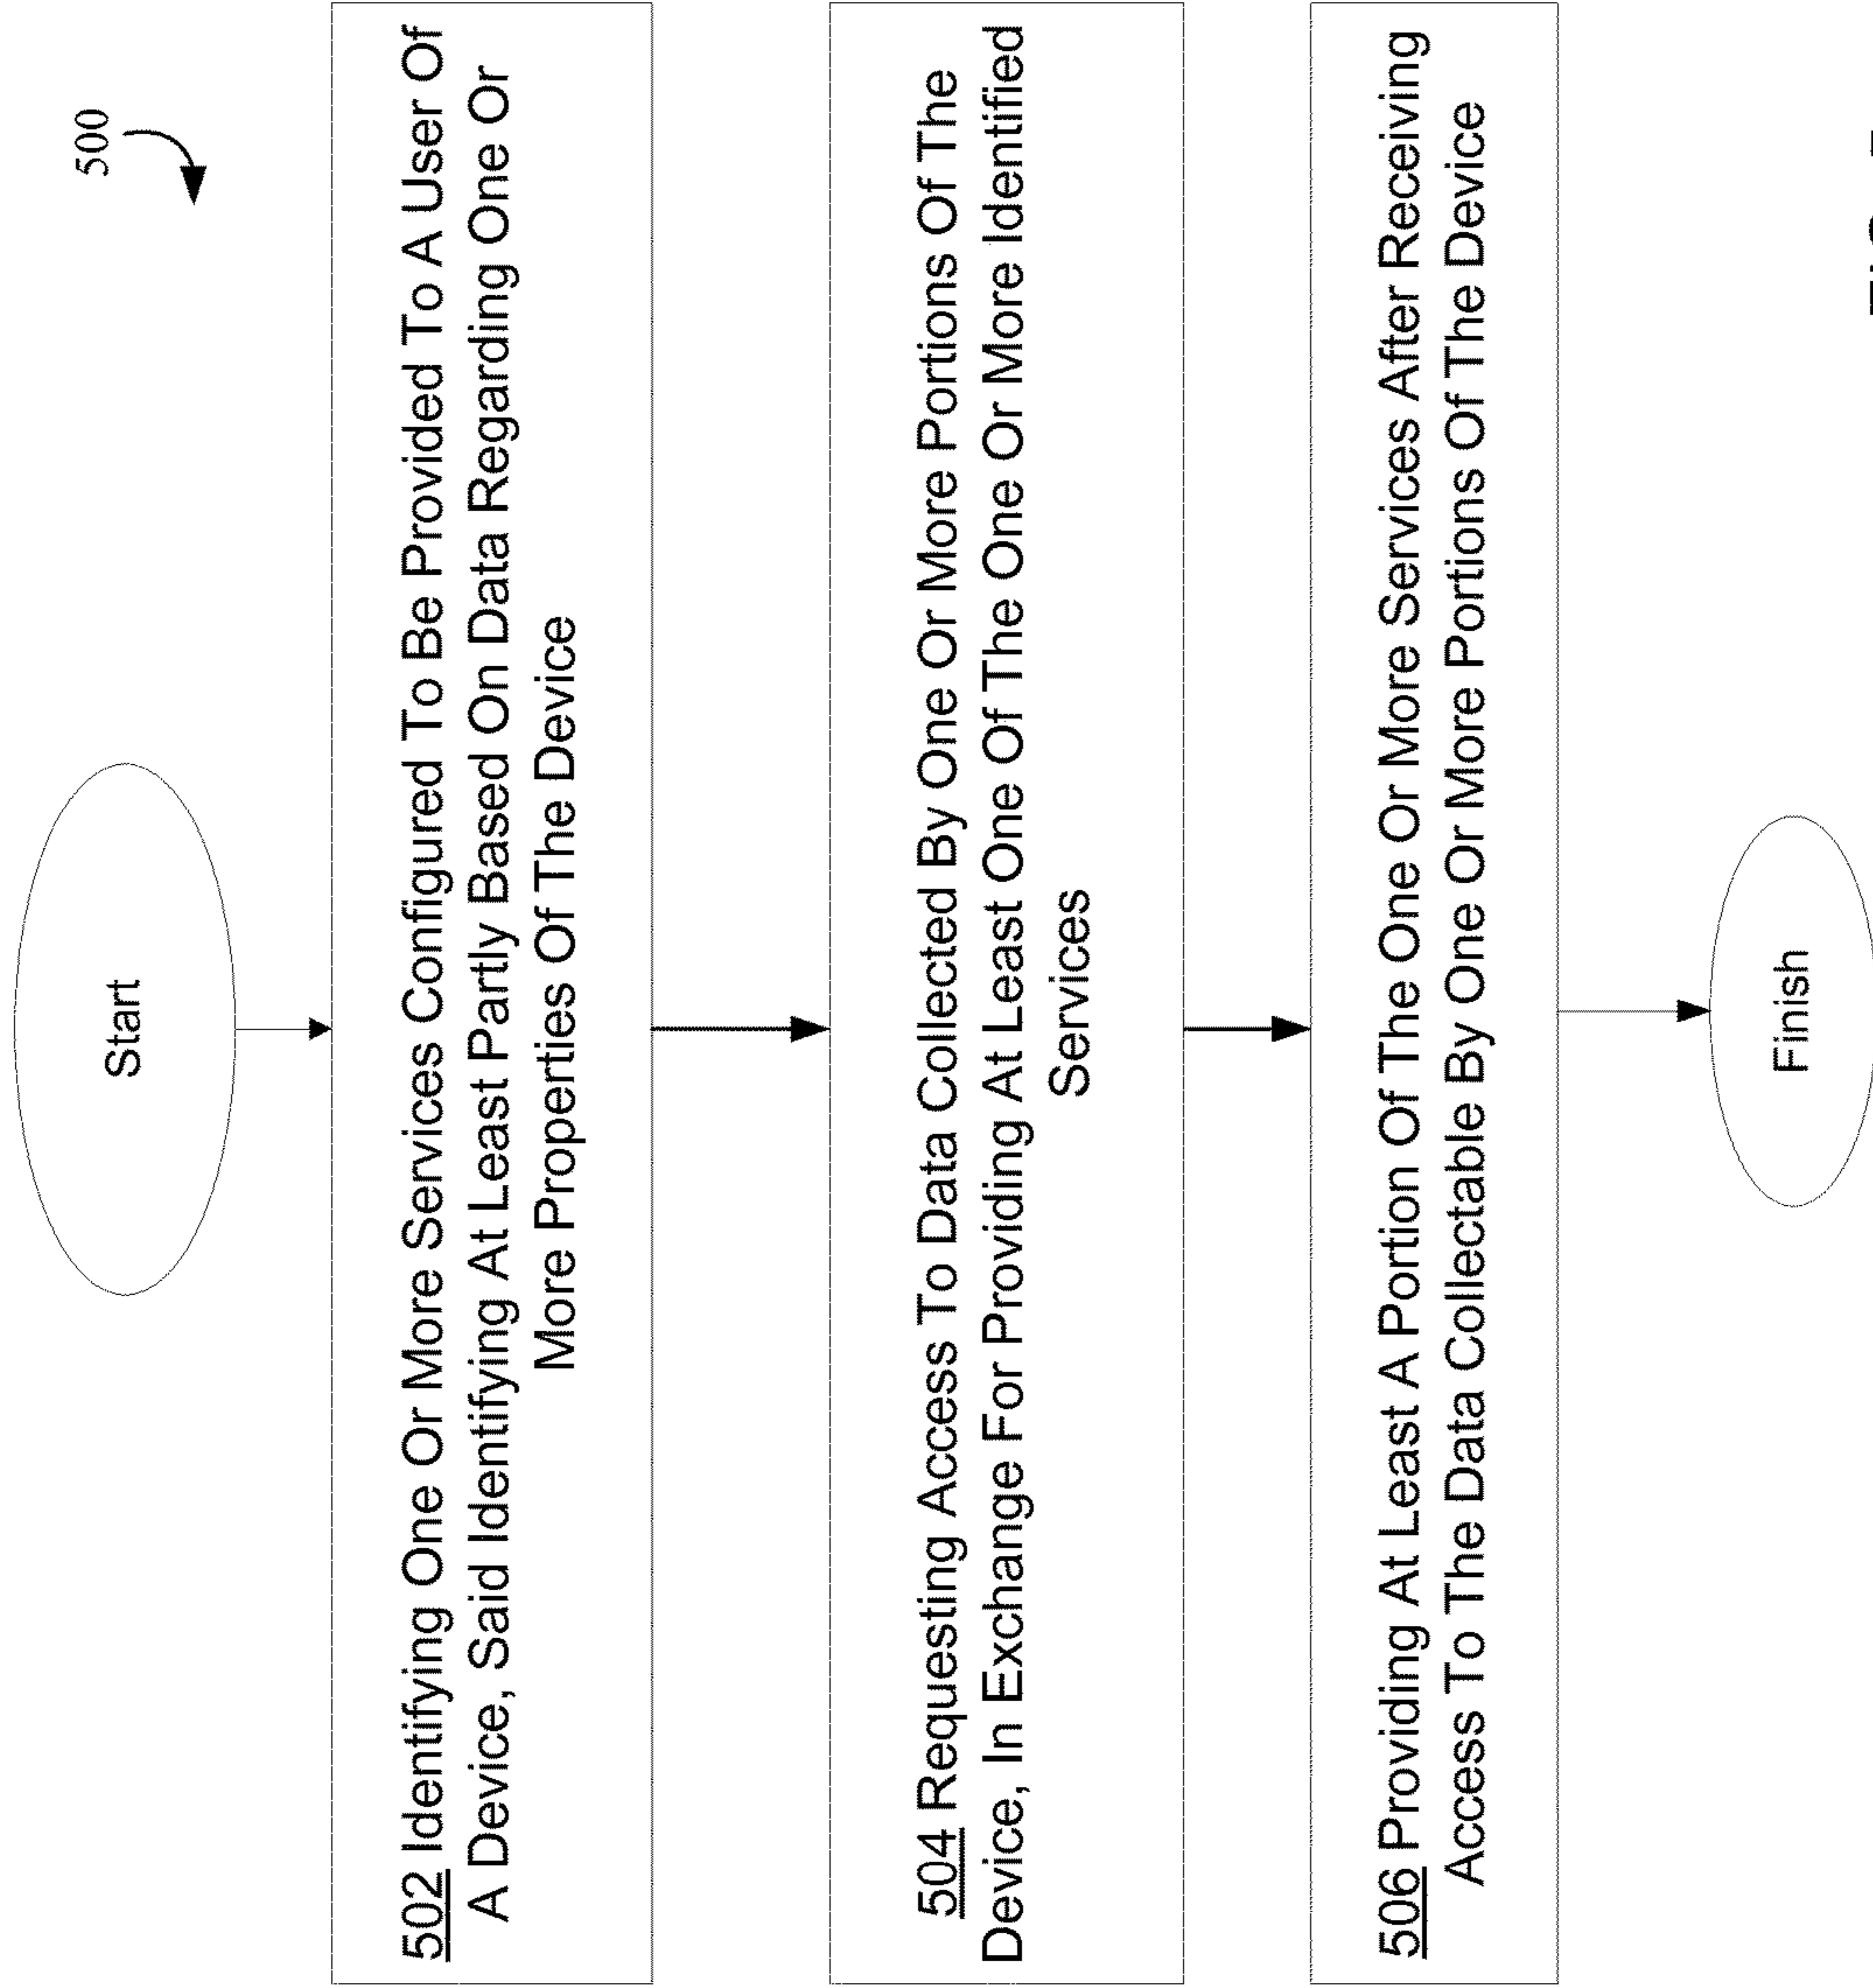 500
Start
502 Identifying One Or More Services Configured To Be Provided To A User Of
A Device, Said Identifying At Least Partly Based On Data Regarding One Or
More Properties Of The Device
504 Requesting Access To Data Collected By One Or More Portions Of The
Device, In Exchange For Providing At Least One Of The One Or More Identified
Services
506 Providing At Least A Portion Of The One Or More Services After Receiving
Access To The Data Collectable By One Or More Portions Of The Device
Finish